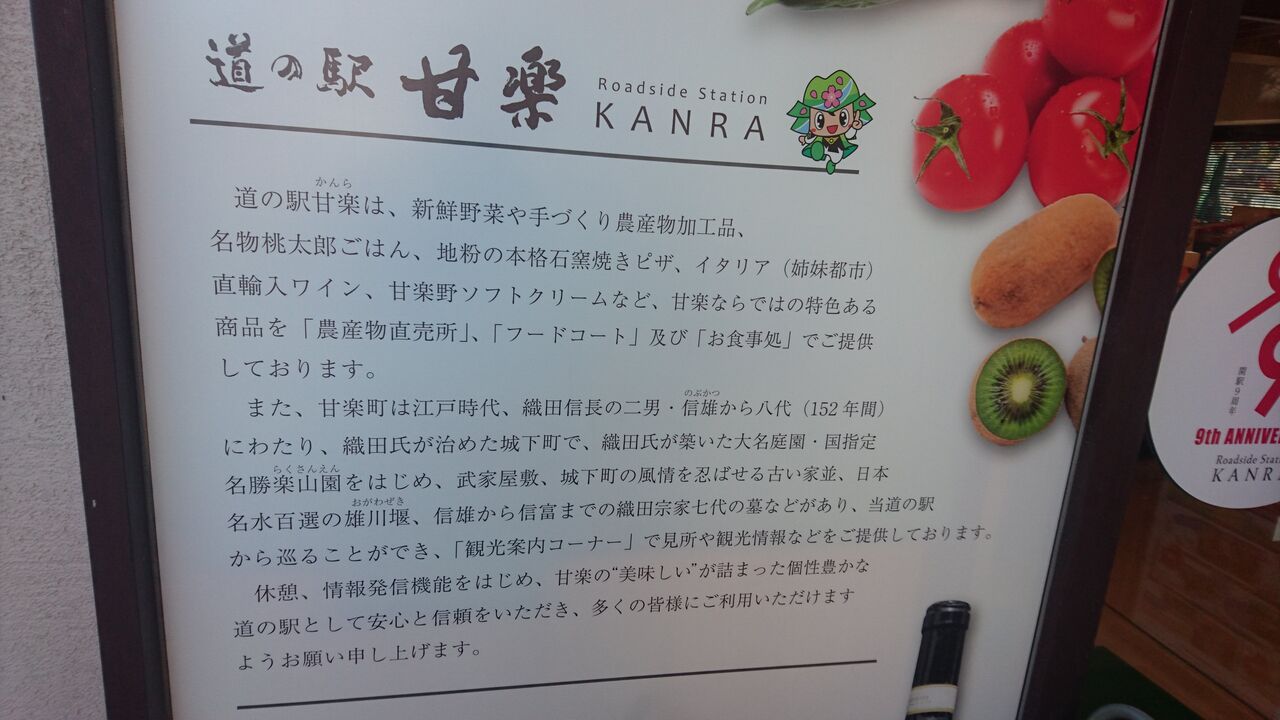 道の駅 甘楽
Roadside Station
KANRA
かんら
道の駅甘楽は、新鮮野菜や手づくり農産物加工品、
名物桃太郎ごはん、地粉の本格石窯焼きピザ、イタリア（姉妹都市）
直輸入ワイン、甘楽野ソフトクリームなど、甘楽ならではの特色ある
商品を「農産物直売所」、「フードコート」及び「お食事処」でご提供
しております。
のぶかつ
また、甘楽町は江戸時代、織田信長の二男・信雄から八代（152年間）
にわたり、織田氏が治めた城下町で、織田氏が築いた大名庭園・国指定
らくさんえん
名勝楽山園をはじめ、武家屋敷、城下町の風情を忍ばせる古い家並、日本
おがわぜき
名水百選の雄川堰、信雄から信富までの織田宗家七代の墓などがあり、当道の駅
から巡ることができ、「観光案内コーナー」で見所や観光情報などをご提供しております。
休憩、情報発信機能をはじめ、甘楽の“美味しい”が詰まった個性豊かな
道の駅として安心と信頼をいただき、多くの皆様にご利用いただけます
ようお願い申し上げます。
開駅9周年
9th ANNIVE
Roadside Stat
KANRA